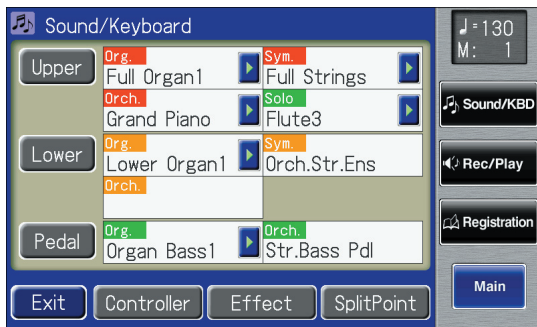 Sound/Keyboard
♩=130
M: 1
Upper
Org.
Full Organ1
Sym.
Full Strings
Orch.
Grand Piano
Solo
Flute3
Lower
Org.
Lower Organ1
Sym.
Orch.Str.Ens
Orch.
Pedal
Org.
Organ Bass1
Orch.
Str.Bass Pdl
Exit
Controller
Effect
SplitPoint
Sound/KBD
Rec/Play
Registration
Main